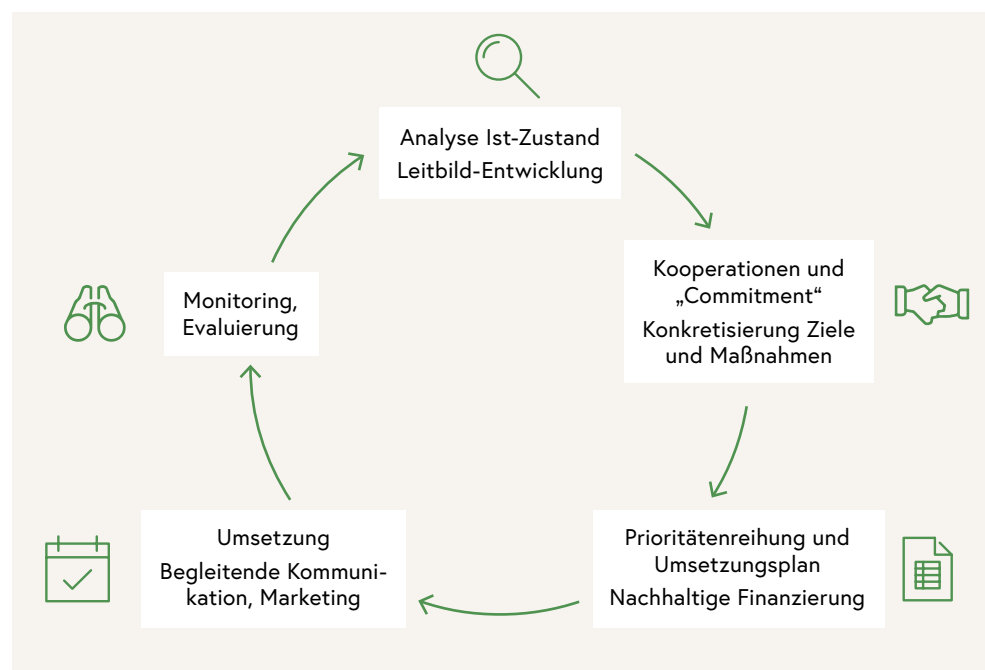 Analyse Ist-Zustand
Leitbild-Entwicklung
Kooperationen und
„Commitment“
Konkretisierung Ziele
und Maßnahmen
Prioritätenreihung und
Umsetzungsplan
Nachhaltige Finanzierung
Umsetzung
Begleitende Kommuni-
kation, Marketing
Monitoring,
Evaluierung